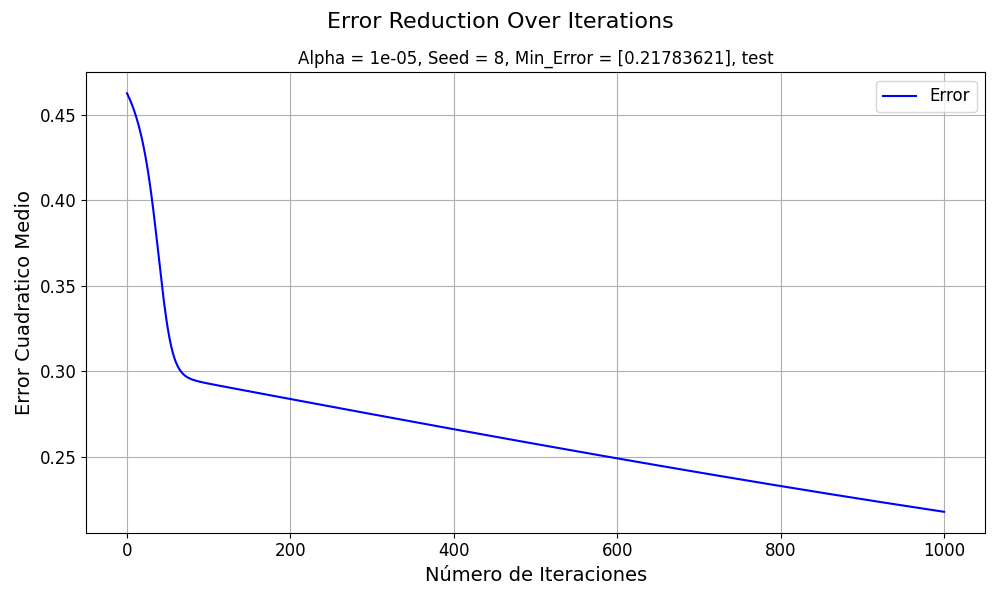 Error Reduction Over Iterations
Alpha = 1e-05, Seed = 8, Min_Error = [0.21783621], test
Error
Error Cuadratico Medio
0.45
0.40
0.35
0.30
0.25
0
200
400
600
800
1000
Número de Iteraciones